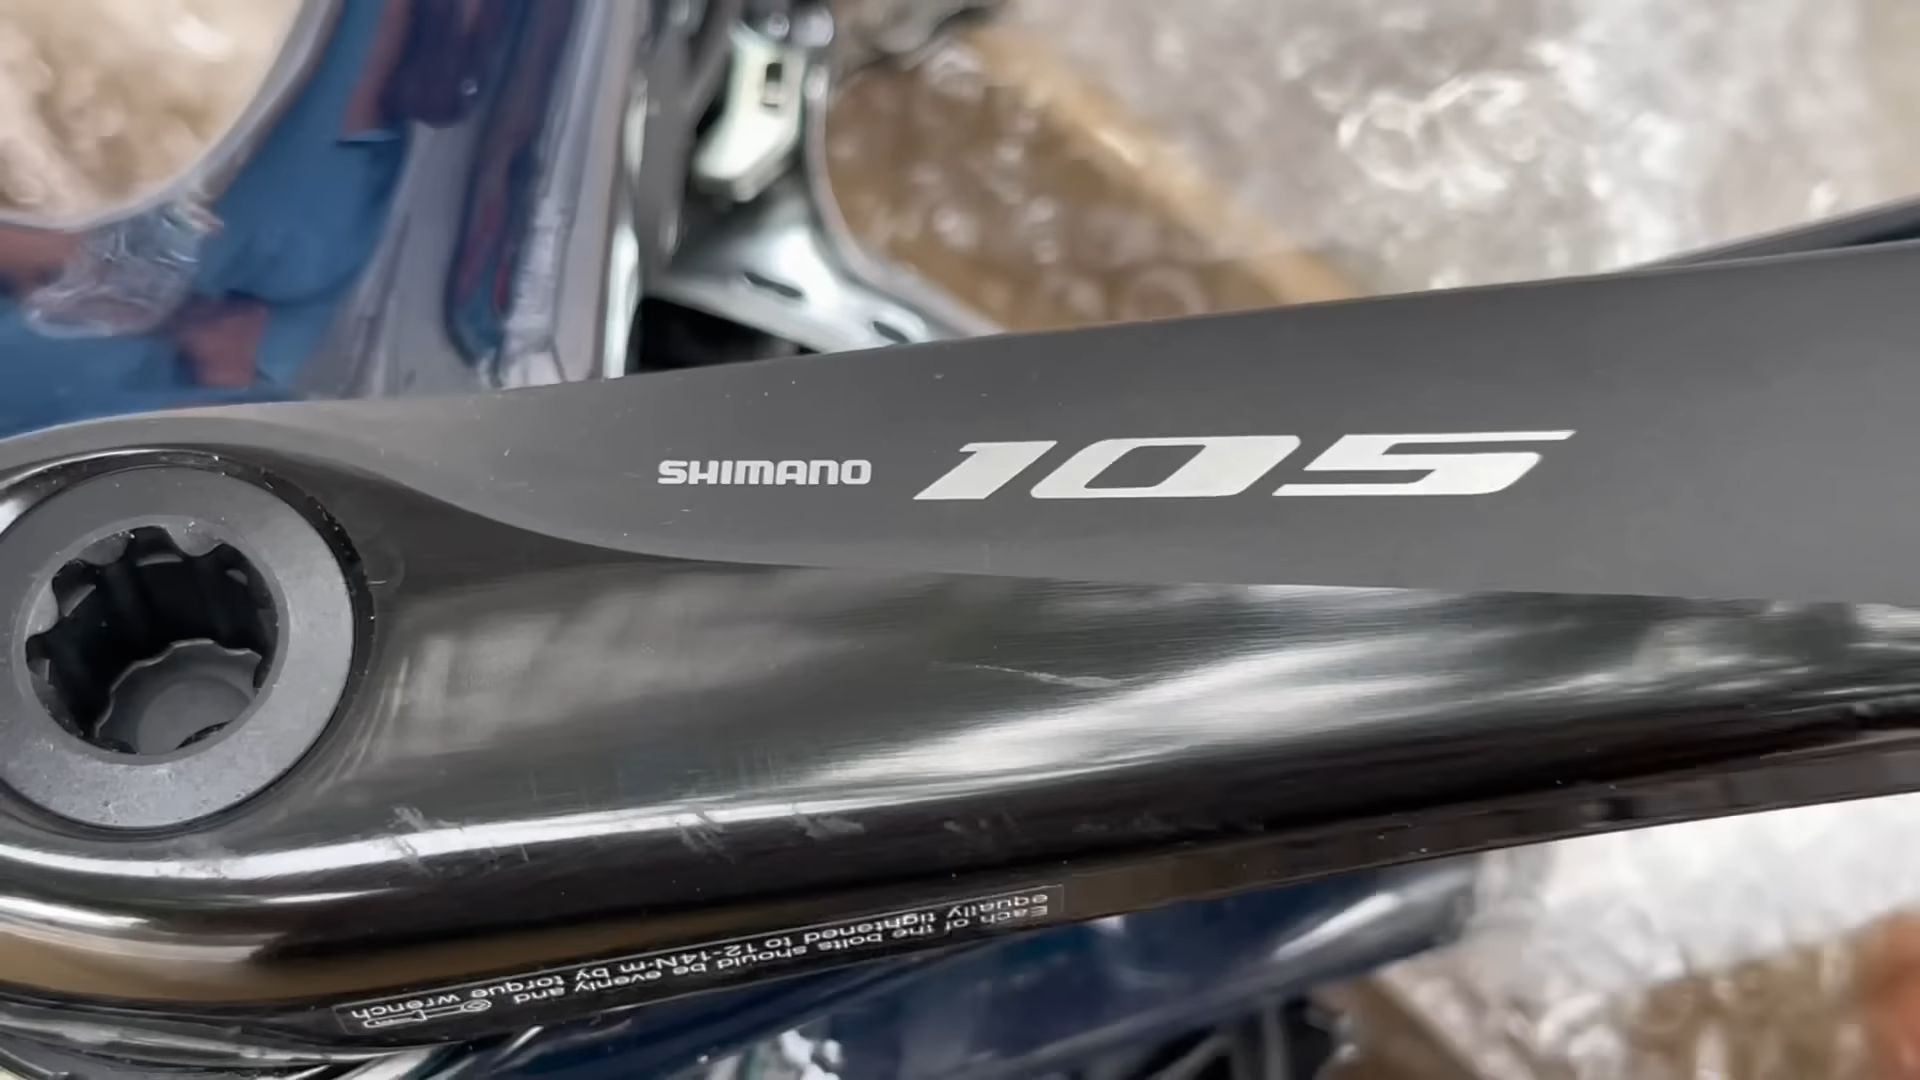 SHIMANO 105
Each of the bolts should be evenly and
equally tightened to 12-14N·m by torque wrench